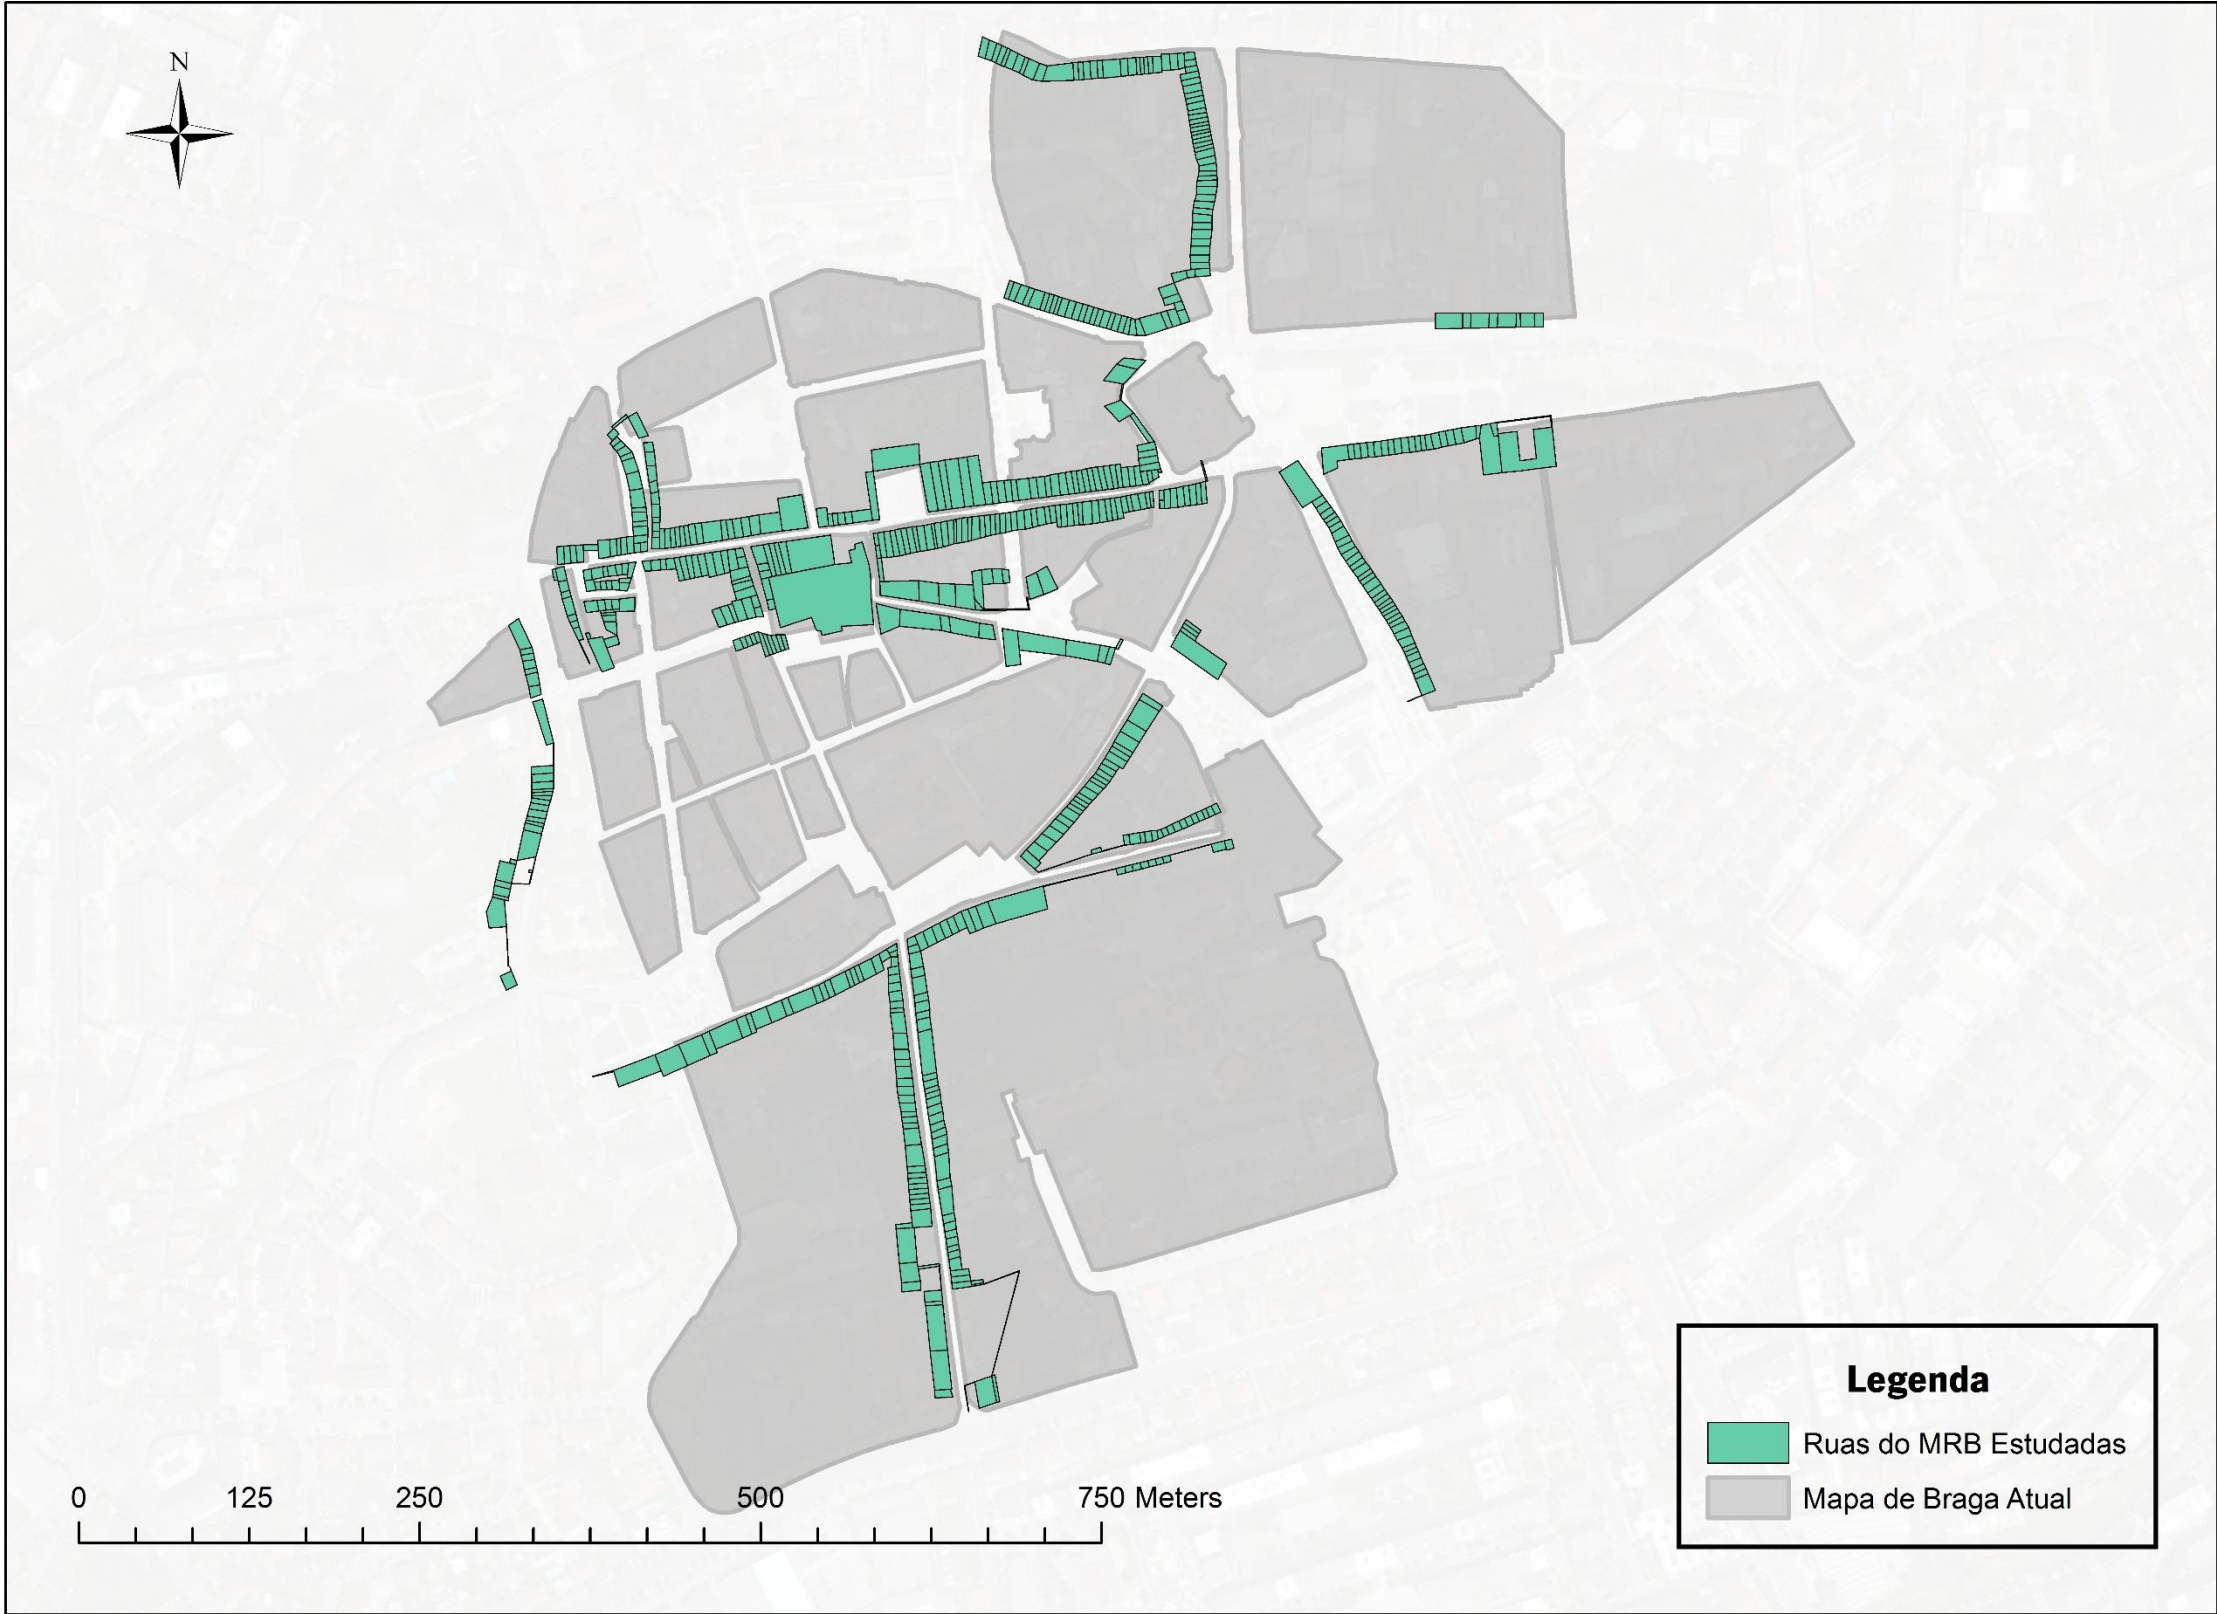 N
Legenda
Ruas do MRB Estudadas
Mapa de Braga Atual
0 125 250 500 750 Meters